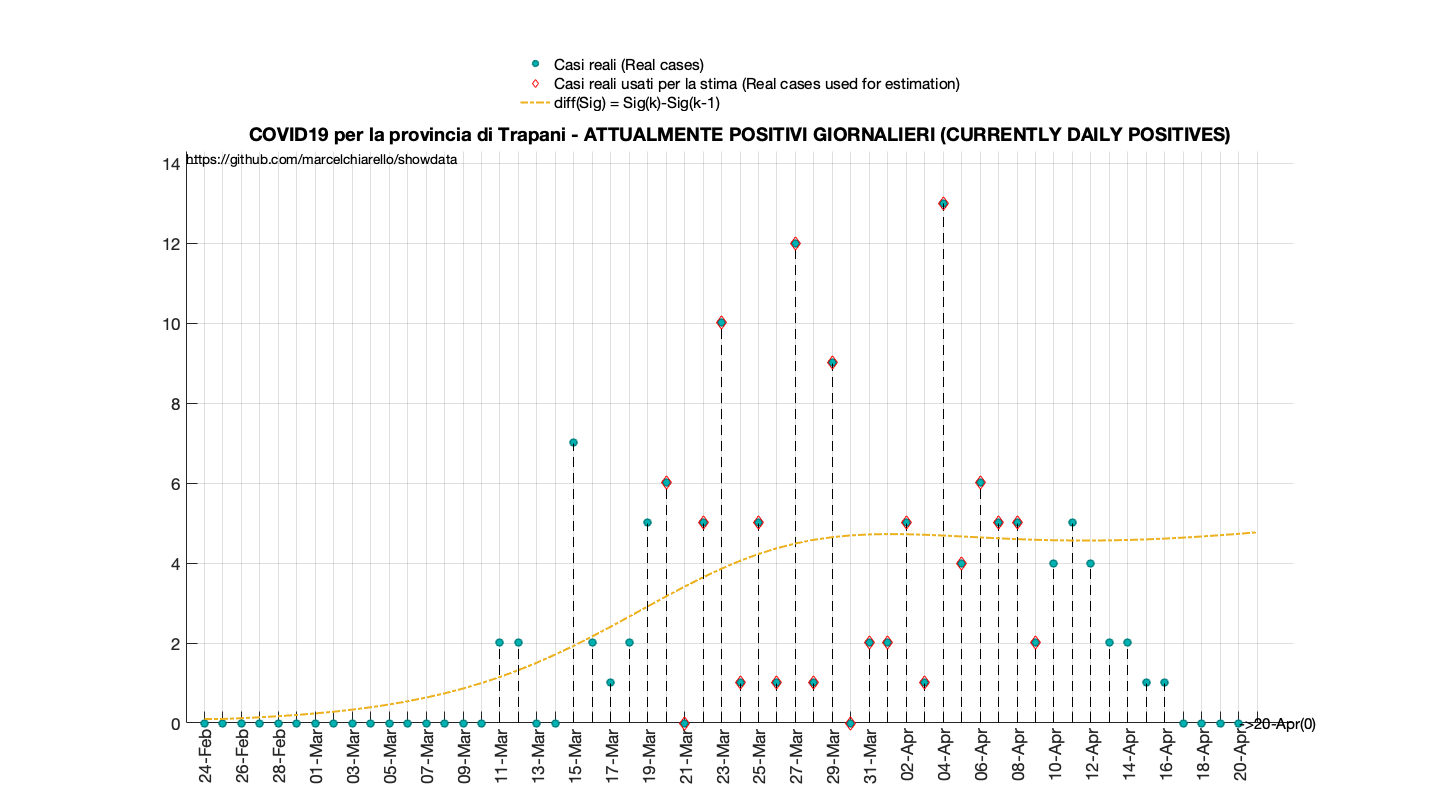 Casi reali (Real cases)
Casi reali usati per la stima (Real cases used for estimation)
diff(Sig) = Sig(k)-Sig(k-1)
COVID19 per la provincia di Trapani - ATTUALMENTE POSITIVI GIORNALIERI (CURRENTLY DAILY POSITIVES)
https://github.com/marcelchiarello/showdata
14
12
10
8
6
4
2
0
->20-Apr(0)
24-Feb
26-Feb
28-Feb
01-Mar
03-Mar
05-Mar
07-Mar
09-Mar
11-Mar
13-Mar
15-Mar
17-Mar
19-Mar
21-Mar
23-Mar
25-Mar
27-Mar
29-Mar
31-Mar
02-Apr
04-Apr
06-Apr
08-Apr
10-Apr
12-Apr
14-Apr
16-Apr
18-Apr
20-Apr